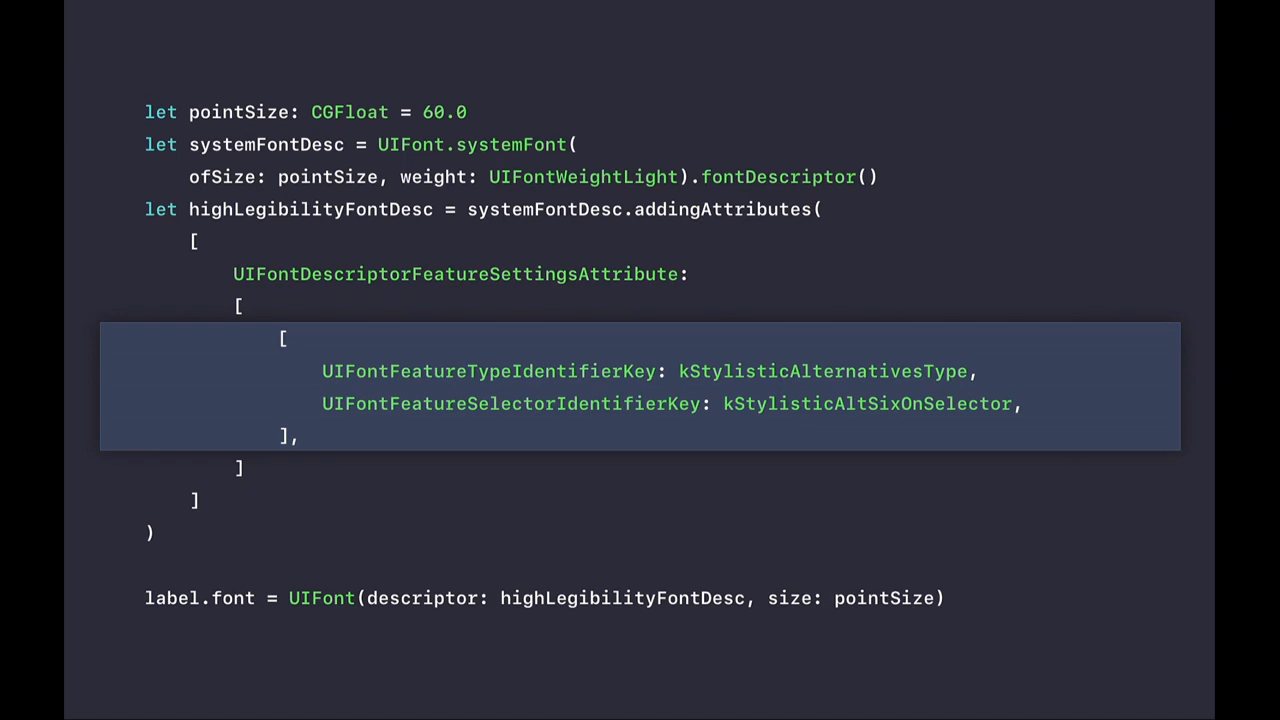 let pointSize: CGFloat = 60.0
let systemFontDesc = UIFont.systemFont(
    ofSize: pointSize, weight: UIFontWeightLight).fontDescriptor()
let highLegibilityFontDesc = systemFontDesc.addingAttributes(
    [
        UIFontDescriptorFeatureSettingsAttribute:
        [
            [
                UIFontFeatureTypeIdentifierKey: kStylisticAlternativesType,
                UIFontFeatureSelectorIdentifierKey: kStylisticAltSixOnSelector,
            ],
        ]
    ]
)
label.font = UIFont(descriptor: highLegibilityFontDesc, size: pointSize)